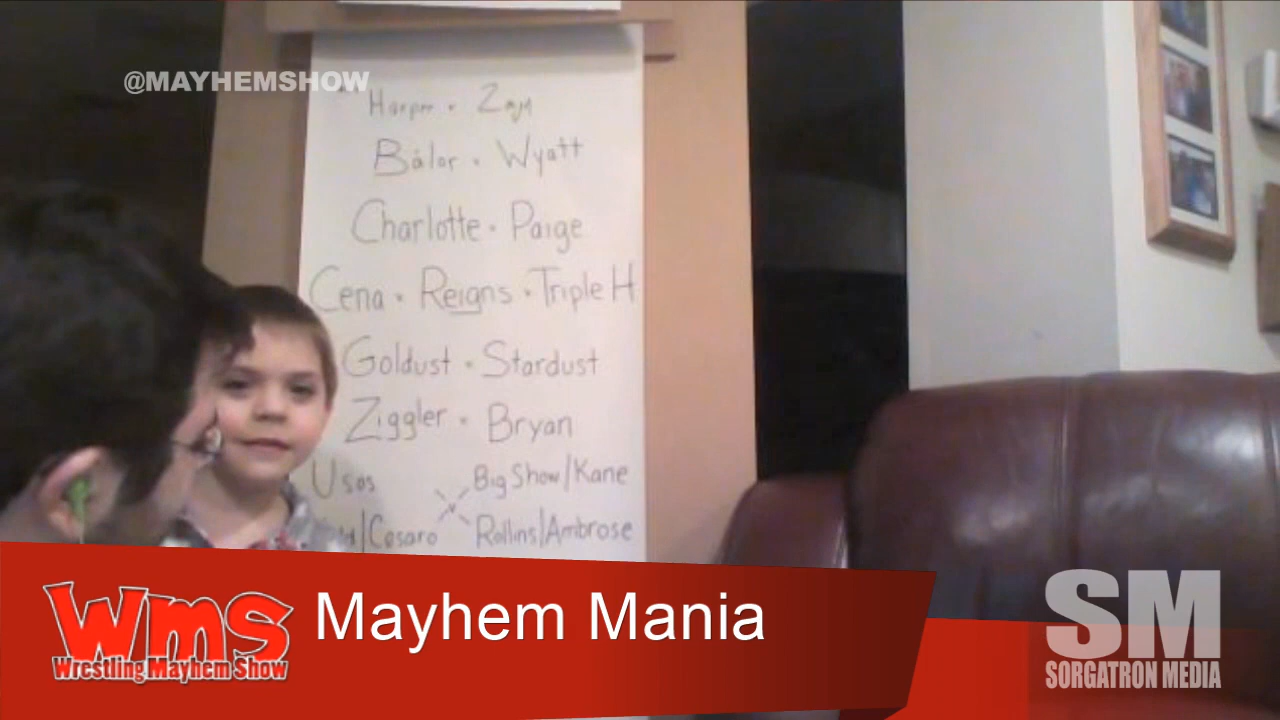 @MAYHEMSHOW
Harper · Zayn
Bálor · Wyatt
Charlotte · Paige
Cena · Reigns · Triple H
Goldust · Stardust
Ziggler · Bryan
Usos Big Show/Kane
/Cesaro Rollins/Ambrose
Wms
Wrestling Mayhem Show
Mayhem Mania
SM
SORGATRON MEDIA